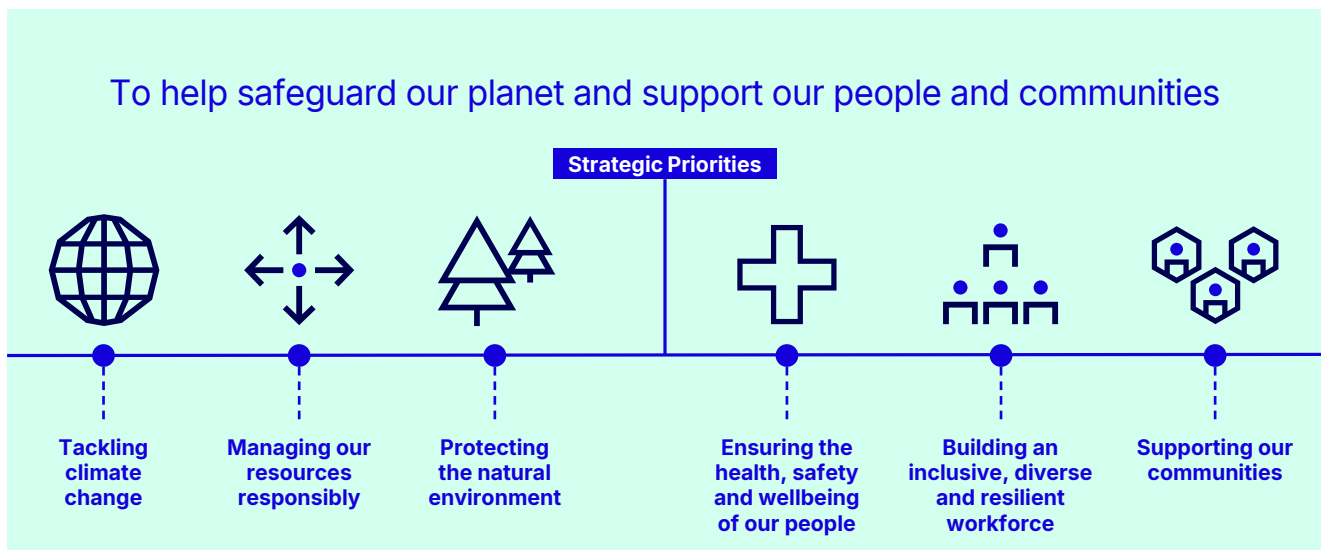 To help safeguard our planet and support our people and communities
Strategic Priorities
Tackling
climate
change
Managing our
resources
responsibly
Protecting
the natural
environment
Ensuring the
health, safety
and wellbeing
of our people
Building an
inclusive, diverse
and resilient
workforce
Supporting our
communities